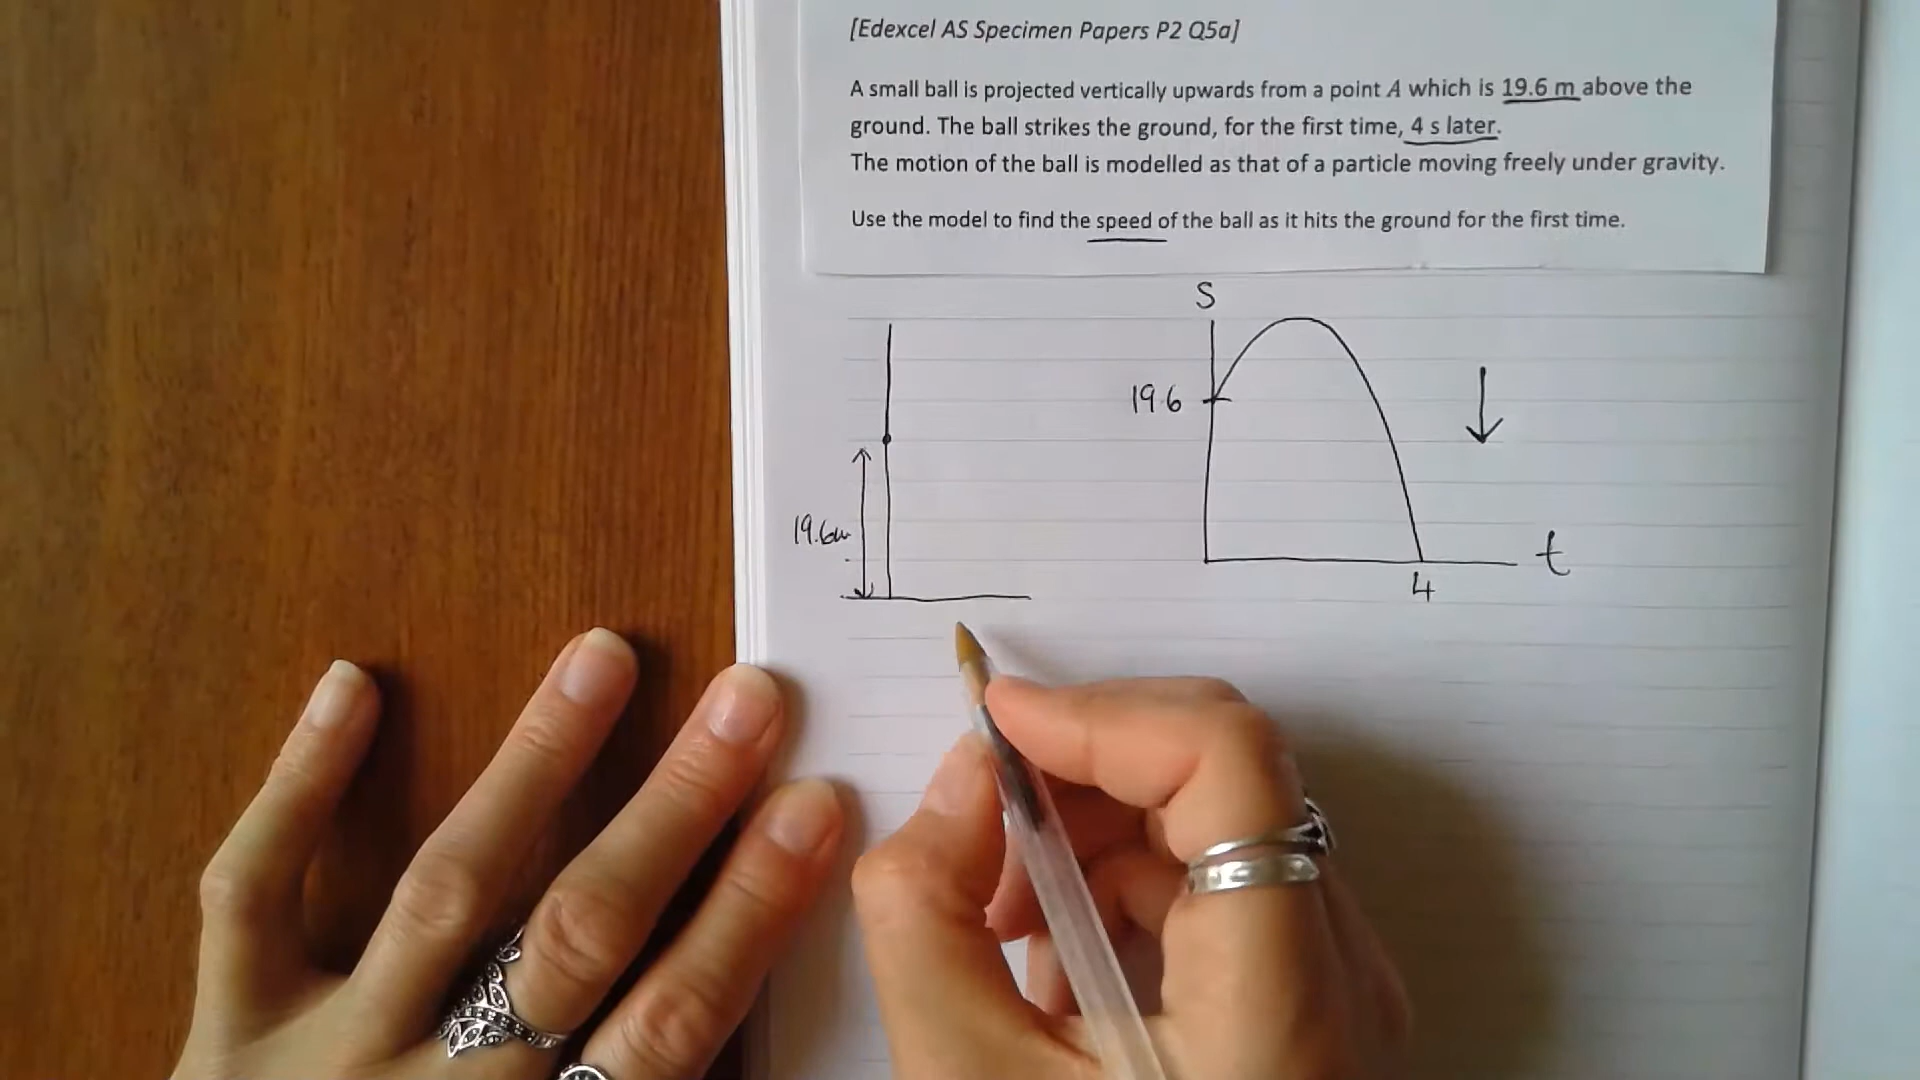 [Edexcel AS Specimen Papers P2 Q5a]
A small ball is projected vertically upwards from a point A which is 19.6 m above the
ground. The ball strikes the ground, for the first time, 4 s later.
The motion of the ball is modelled as that of a particle moving freely under gravity.
Use the model to find the speed of the ball as it hits the ground for the first time.
S
19.6
19.6m
t
4